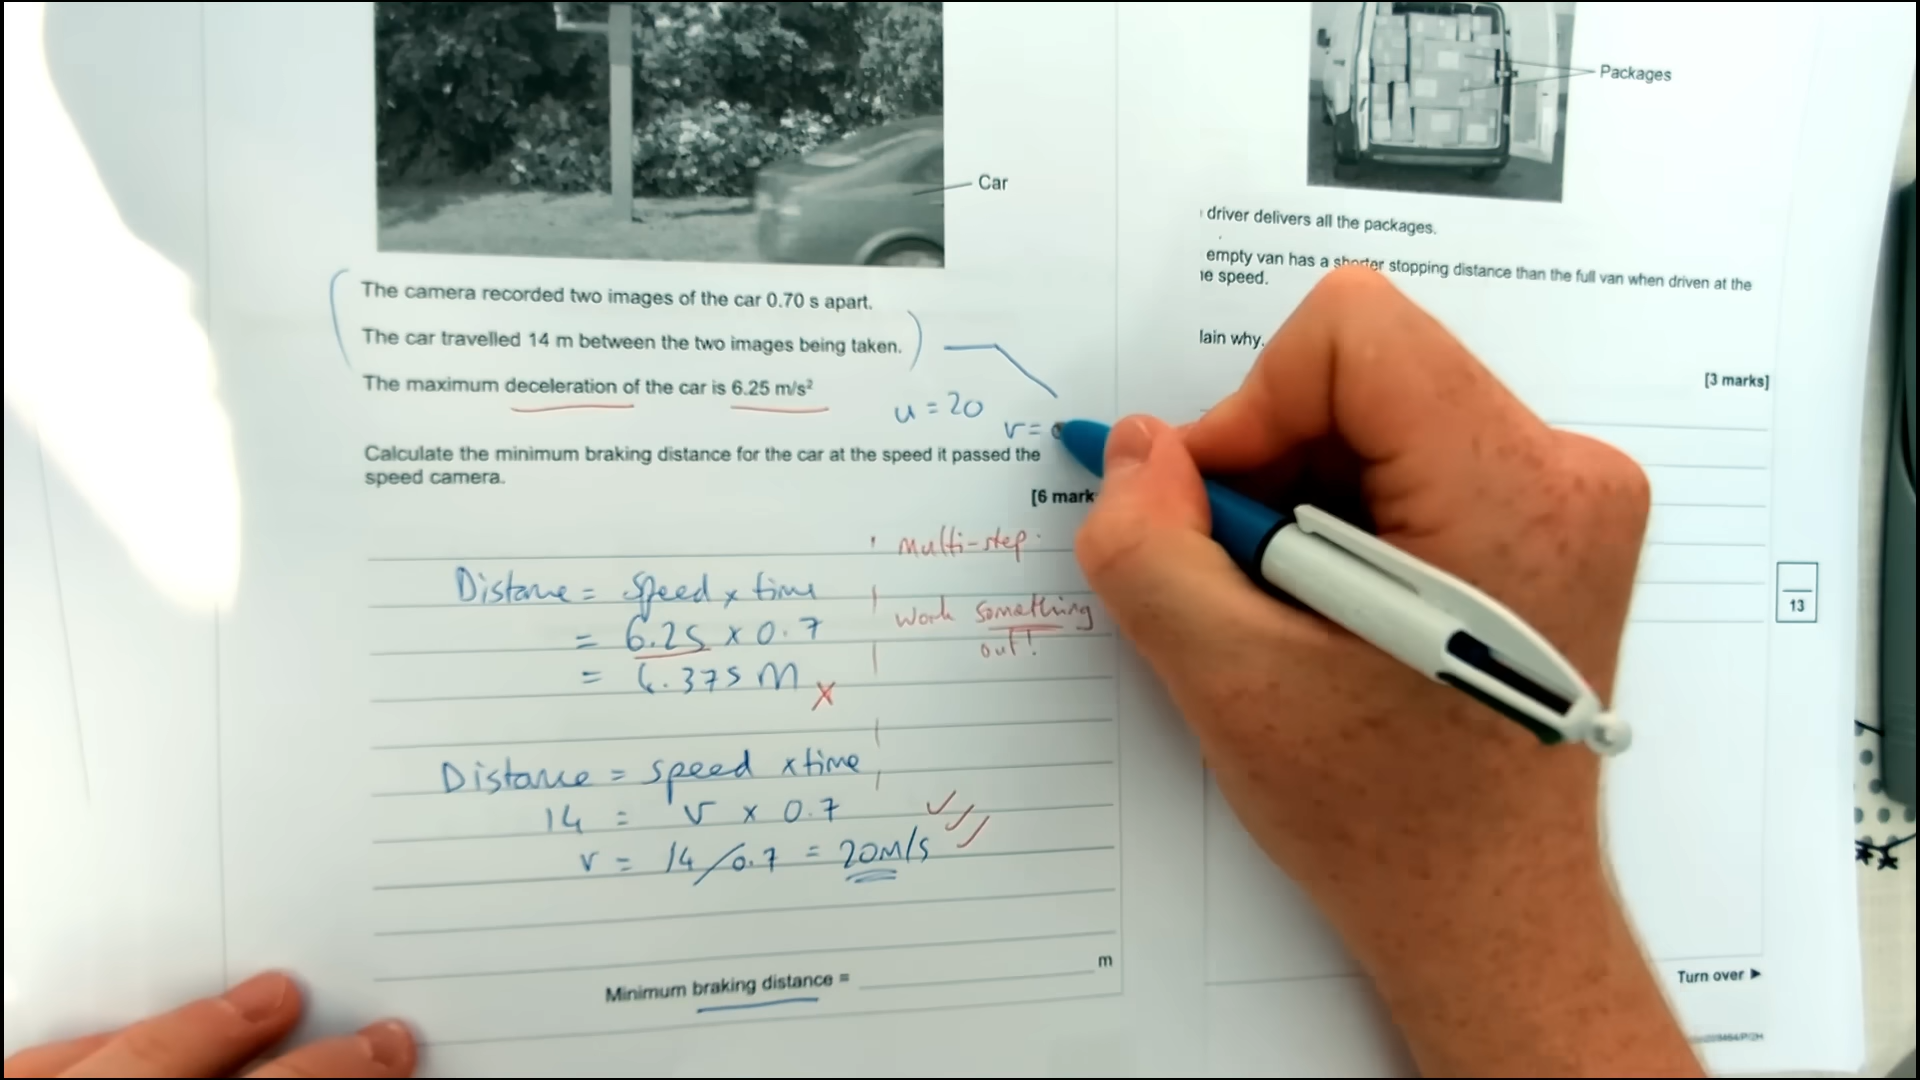 Car
The camera recorded two images of the car 0.70 s apart.
The car travelled 14 m between the two images being taken.
The maximum deceleration of the car is 6.25 m/s²
u = 20
v =
Calculate the minimum braking distance for the car at the speed it passed the
speed camera.
[6 mark
multi-step.
Distance = speed x time
= 6.25 x 0.7
work something
out!
= 4.375 m x
Distance = speed x time
14 = v x 0.7
v = 14/0.7 = 20m/s
Minimum braking distance =
m
Packages
driver delivers all the packages.
empty van has a shorter stopping distance than the full van when driven at the
e speed.
lain why.
[3 marks]
13
Turn over